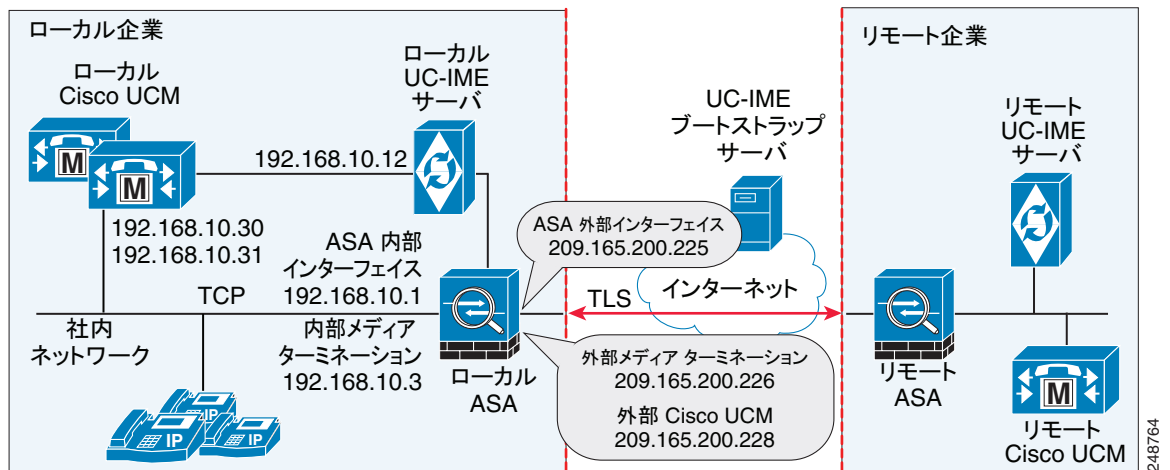 ローカル企業
ローカル
Cisco UCM
M
M
ローカル
UC-IME
サーバ
192.168.10.12
192.168.10.30
192.168.10.31
ASA 内部
インターフェイス
192.168.10.1
TCP
社内
ネットワーク
内部メディア
ターミネーション
192.168.10.3
ローカル
ASA
IP
IP
IP
UC-IME
ブートストラップ
サーバ
ASA 外部インターフェイス
209.165.200.225
TLS
インターネット
外部メディア ターミネーション
209.165.200.226
外部 Cisco UCM
209.165.200.228
リモート企業
リモート
UC-IME
サーバ
リモート
ASA
M
リモート
Cisco UCM
248764